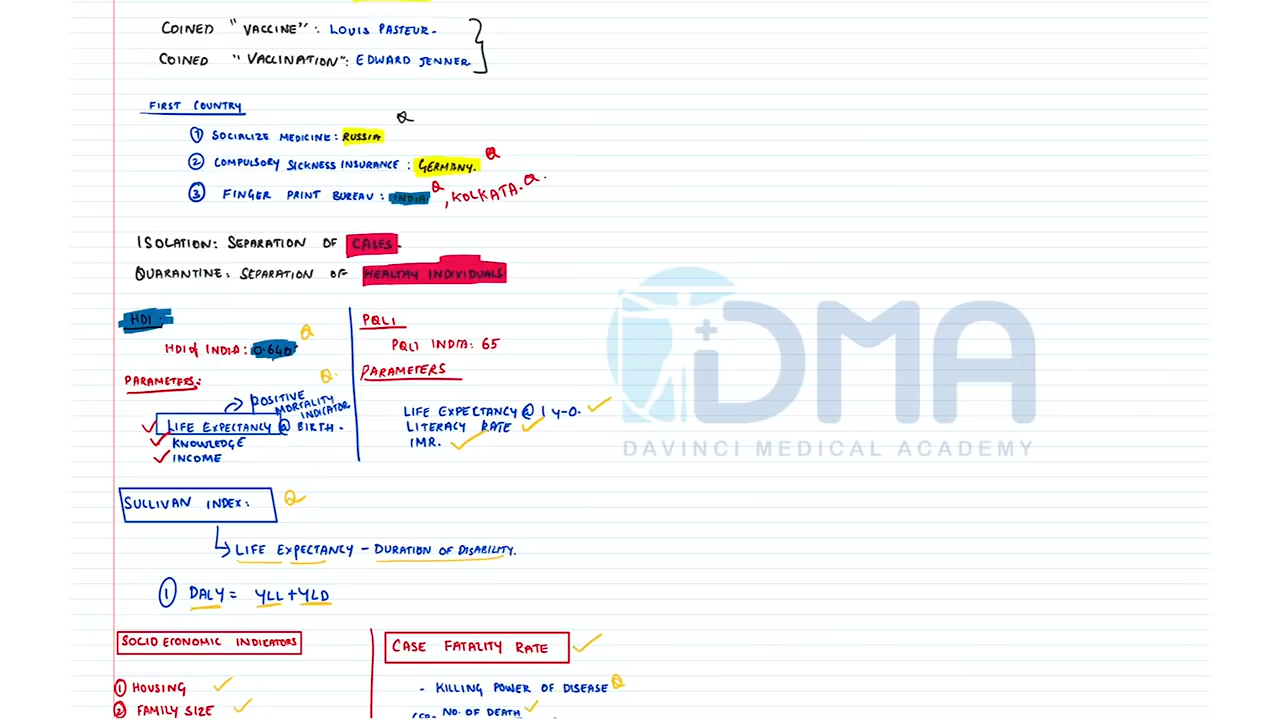 COINED "VACCINE": LOUIS PASTEUR.
COINED "VACCINATION": EDWARD JENNER.
FIRST COUNTRY
Q
① SOCIALIZE MEDICINE: RUSSIA
② COMPULSORY SICKNESS INSURANCE: GERMANY. Q
③ FINGER PRINT BUREAU: INDIA Q, KOLKATA. Q.
ISOLATION: SEPARATION OF CASES.
QUARANTINE: SEPARATION OF HEALTHY INDIVIDUALS
HDI
HDI of INDIA: 0.640 Q
PARAMETERS: Q.
POSITIVE MORTALITY INDICATOR
LIFE EXPECTANCY @ BIRTH.
KNOWLEDGE
INCOME
PQLI
PQLI INDIA: 65
PARAMETERS
LIFE EXPECTANCY @ 1 y.O.
LITERACY RATE
IMR.
DMA
DAVINCI MEDICAL ACADEMY
SULLIVAN INDEX: Q
LIFE EXPECTANCY - DURATION OF DISABILITY.
① DALY = YLL + YLD
SOCIO ECONOMIC INDICATORS
① HOUSING
② FAMILY SIZE
CASE FATALITY RATE
- KILLING POWER OF DISEASE Q
NO. OF DEATH